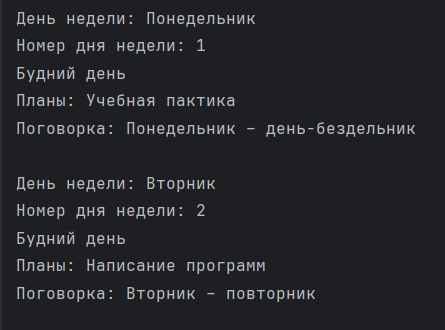 День недели: Понедельник
Номер дня недели: 1
Будний день
Планы: Учебная пактика
Поговорка: Понедельник – день-бездельник
День недели: Вторник
Номер дня недели: 2
Будний день
Планы: Написание программ
Поговорка: Вторник – повторник